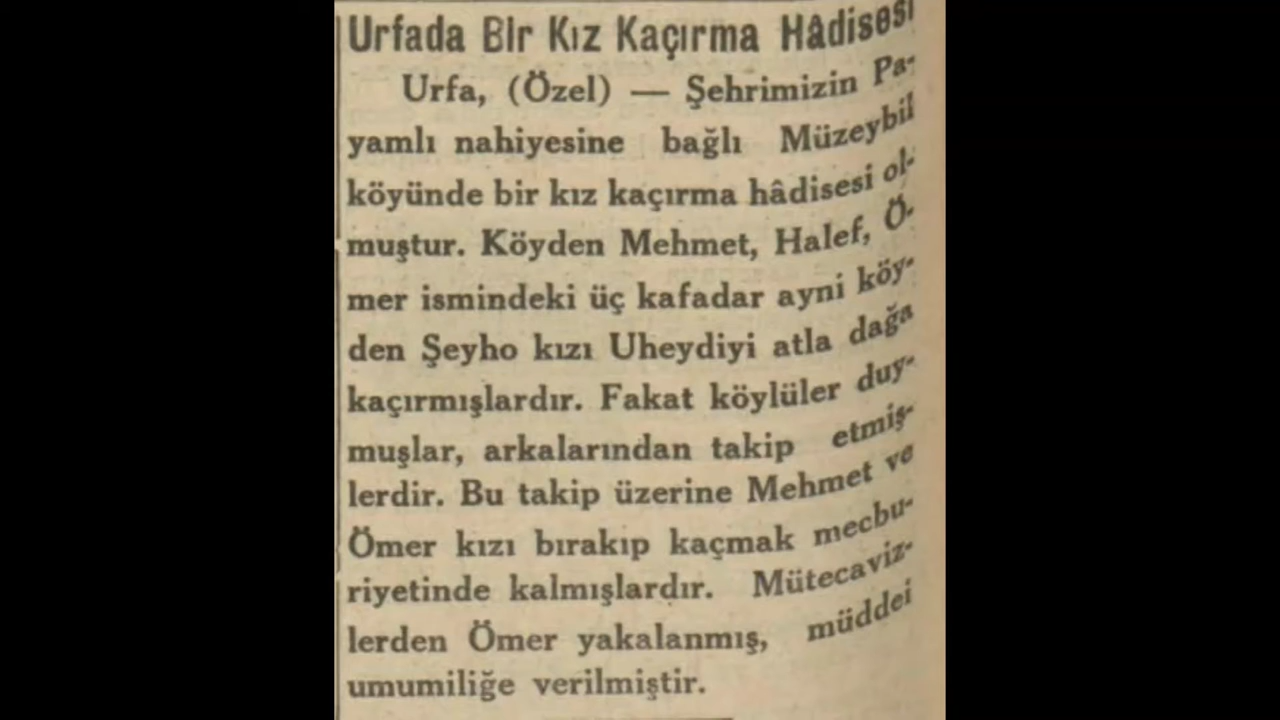 Urfada Bir Kız Kaçırma Hâdisesi
Urfa, (Özel) — Şehrimizin Pa-
yamlı nahiyesine bağlı Müzeybil
köyünde bir kız kaçırma hâdisesi ol-
muştur. Köyden Mehmet, Halef, Ö-
mer ismindeki üç kafadar ayni köy-
den Şeyho kızı Uheydiyi atla dağa
kaçırmışlardır. Fakat köylüler duy-
muşlar, arkalarından takip etmiş-
lerdir. Bu takip üzerine Mehmet ve
Ömer kızı bırakıp kaçmak mecbu-
riyetinde kalmışlardır. Mütecaviz-
lerden Ömer yakalanmış, müddei
umumiliğe verilmiştir.